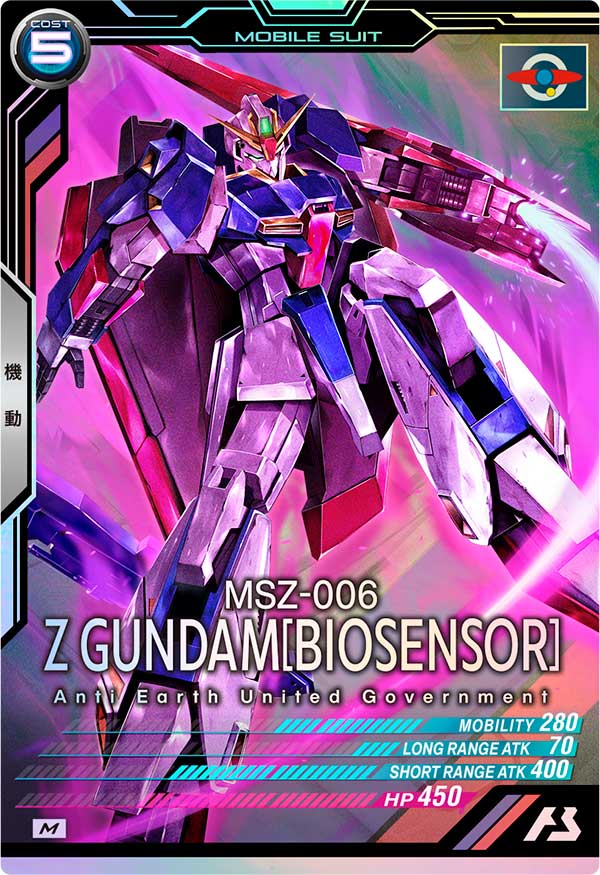 COST
5
MOBILE SUIT
機動
MSZ-006
Z GUNDAM[BIOSENSOR]
Anti Earth United Government
MOBILITY 280
LONG RANGE ATK 70
SHORT RANGE ATK 400
HP 450
M